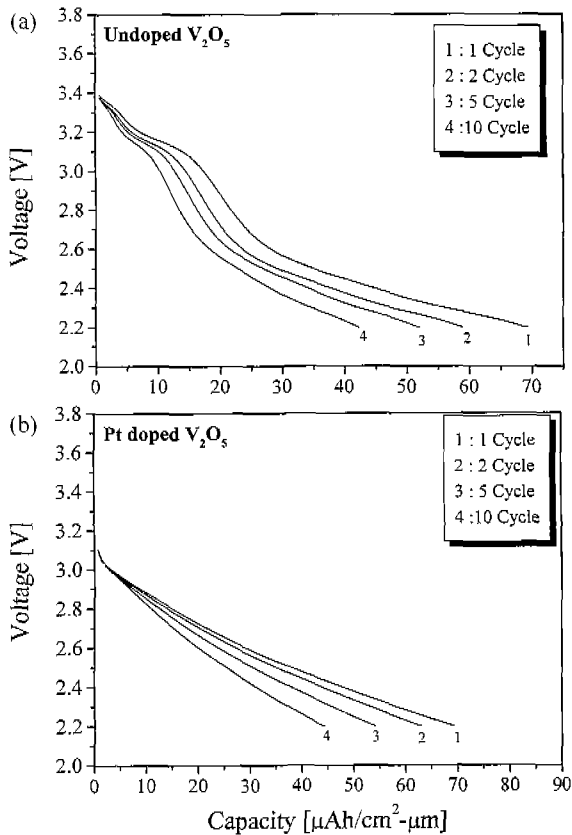 (a)
Undoped V₂O₅
1 : 1 Cycle
2 : 2 Cycle
3 : 5 Cycle
4 :10 Cycle
Voltage [V]
3.8
3.6
3.4
3.2
3.0
2.8
2.6
2.4
2.2
2.0
4
3
2
1
0 10 20 30 40 50 60 70
(b)
Pt doped V₂O₅
1 : 1 Cycle
2 : 2 Cycle
3 : 5 Cycle
4 :10 Cycle
Voltage [V]
3.8
3.6
3.4
3.2
3.0
2.8
2.6
2.4
2.2
2.0
4
3
2
1
0 10 20 30 40 50 60 70 80 90
Capacity [μAh/cm²-μm]